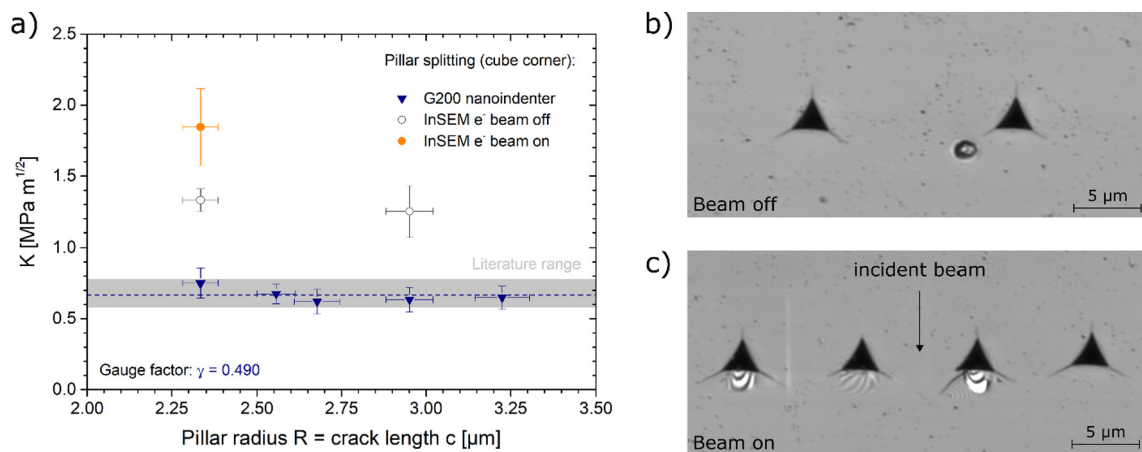 a)
2.5
2.0
1.5
1.0
0.5
0.0
K [MPa m1/2]
Pillar splitting (cube corner):
G200 nanoindenter
InSEM e- beam off
InSEM e- beam on
Literature range
Gauge factor: γ = 0.490
2.00 2.25 2.50 2.75 3.00 3.25 3.50
Pillar radius R = crack length c [µm]
b)
Beam off
5 µm
c)
incident beam
Beam on
5 µm